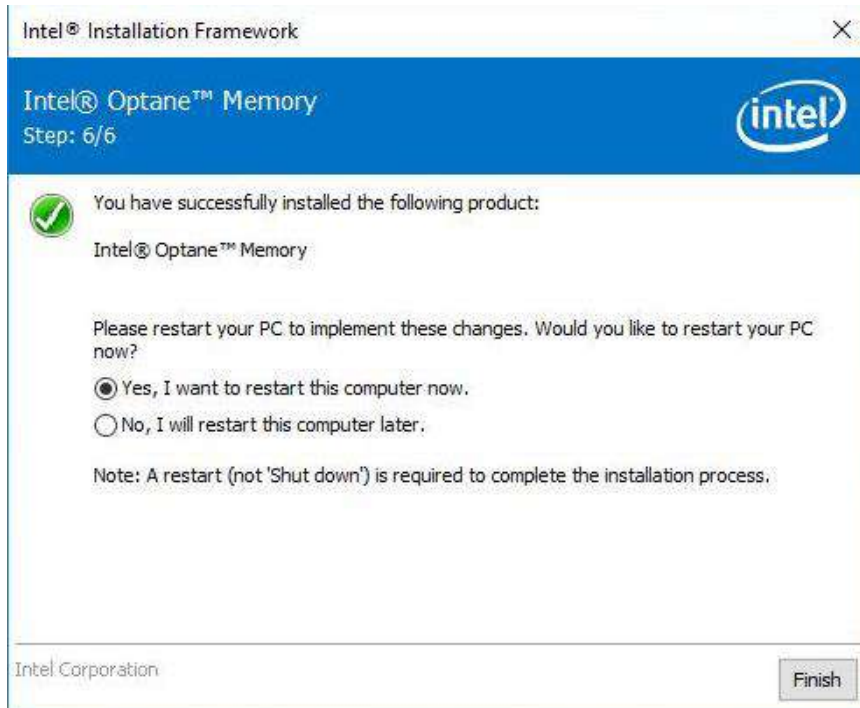 Intel® Installation Framework
Intel® Optane™ Memory
Step: 6/6
intel
You have successfully installed the following product:
Intel® Optane™ Memory
Please restart your PC to implement these changes. Would you like to restart your PC
now?
Yes, I want to restart this computer now.
No, I will restart this computer later.
Note: A restart (not 'Shut down') is required to complete the installation process.
Intel Corporation
Finish